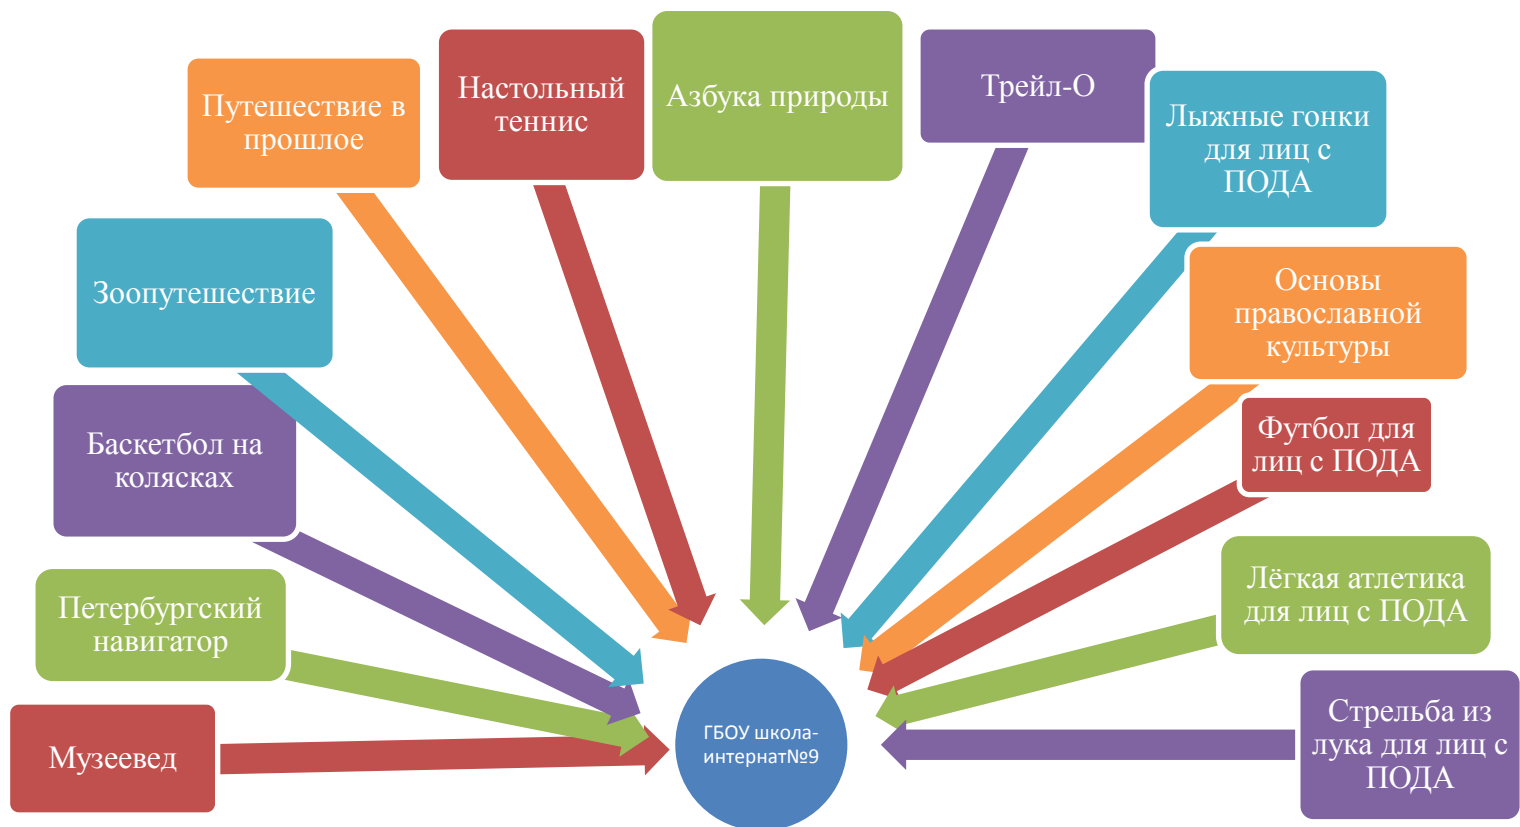 Азбука природы
Настольный
теннис
Трейл-О
Путешествие в
прошлое
Лыжные гонки
для лиц с
ПОДА
Зоопутешествие
Основы
православной
культуры
Баскетбол на
колясках
Футбол для
лиц с ПОДА
Петербургский
навигатор
Лёгкая атлетика
для лиц с ПОДА
Музеевед
ГБОУ школа-
интернат№9
Стрельба из
лука для лиц с
ПОДА